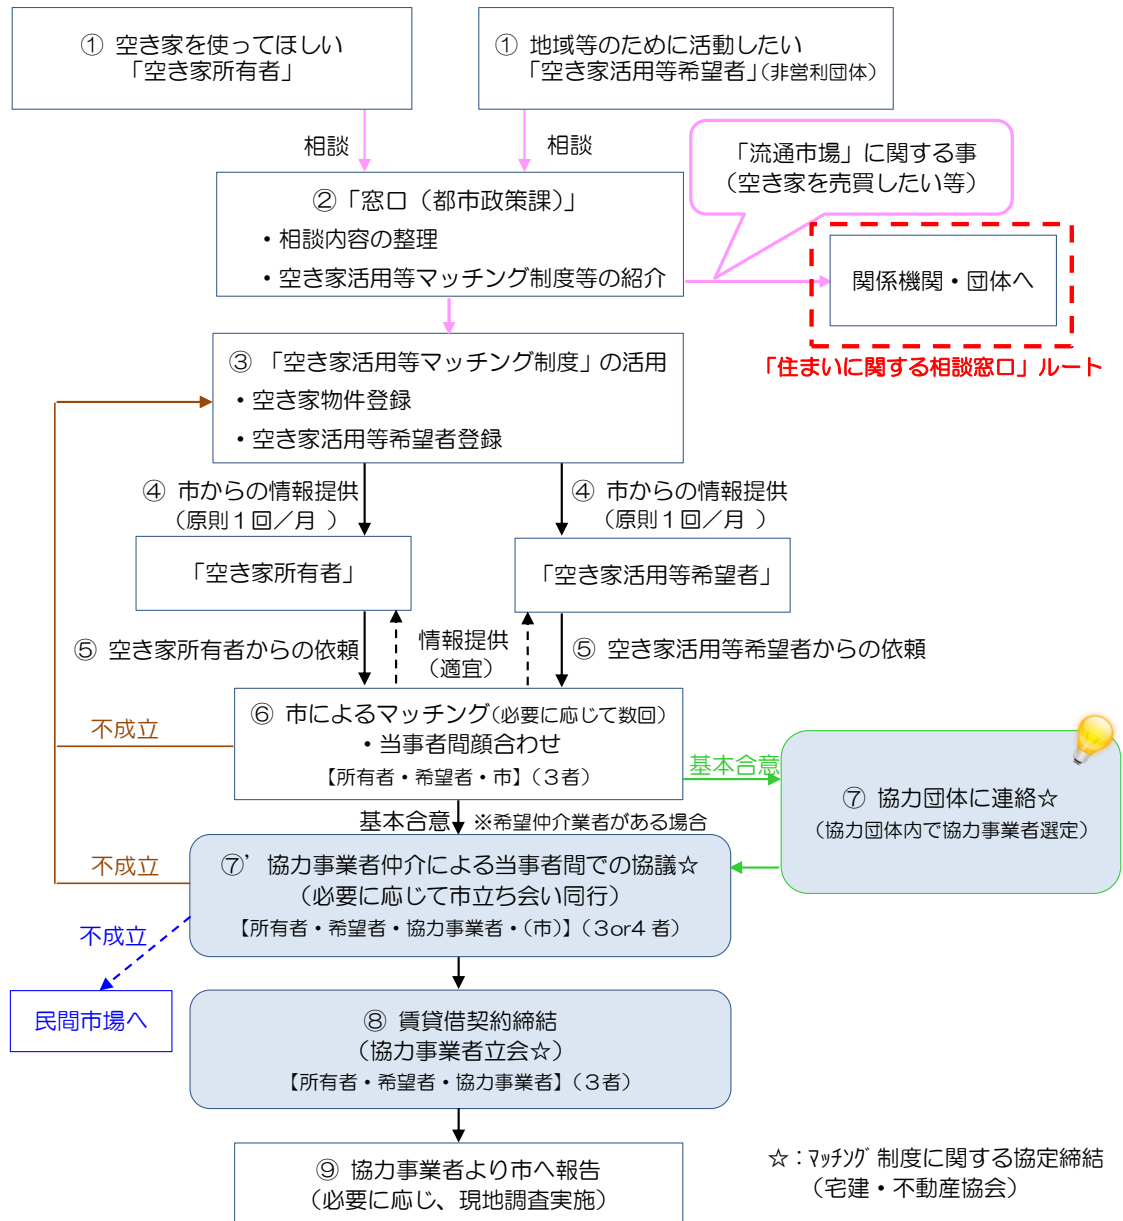 ① 空き家を使ってほしい
「空き家所有者」
① 地域等のために活動したい
「空き家活用等希望者」(非営利団体)
相談
相談
「流通市場」に関する事
(空き家を売買したい等)
②「窓口（都市政策課)」
・相談内容の整理
・空き家活用等マッチング制度等の紹介
関係機関・団体へ
「住まいに関する相談窓口」ルート
③ 「空き家活用等マッチング制度」の活用
・空き家物件登録
・空き家活用等希望者登録
④ 市からの情報提供
（原則１回／月 ）
④ 市からの情報提供
（原則１回／月 ）
「空き家所有者」
「空き家活用等希望者」
⑤ 空き家所有者からの依頼
情報提供
（適宜）
⑤ 空き家活用等希望者からの依頼
不成立
⑥ 市によるマッチング(必要に応じて数回)
・当事者間顔合わせ
【所有者・希望者・市】（３者）
基本合意
⑦ 協力団体に連絡☆
（協力団体内で協力事業者選定）
基本合意 ※希望仲介業者がある場合
不成立
⑦’ 協力事業者仲介による当事者間での協議☆
（必要に応じて市立ち会い同行）
【所有者・希望者・協力事業者・(市)】（３or４者）
不成立
民間市場へ
⑧ 賃貸借契約締結
（協力事業者立会☆）
【所有者・希望者・協力事業者】（３者）
⑨ 協力事業者より市へ報告
（必要に応じ、現地調査実施）
☆：ﾏｯﾁﾝｸﾞ制度に関する協定締結
（宅建・不動産協会）